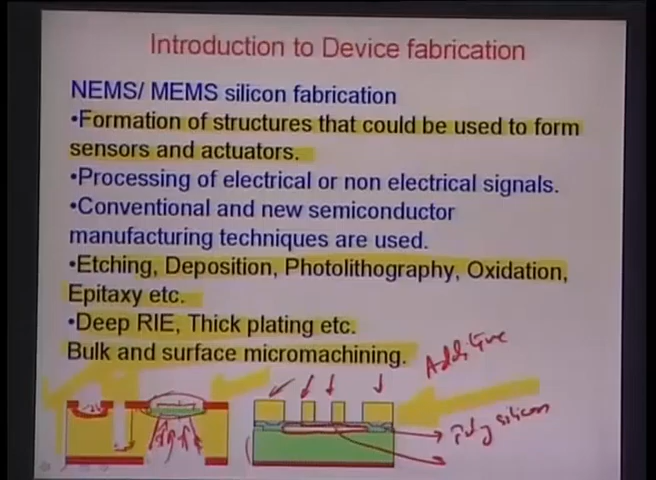 Introduction to Device fabrication
NEMS/ MEMS silicon fabrication
•Formation of structures that could be used to form
sensors and actuators.
•Processing of electrical or non electrical signals.
•Conventional and new semiconductor
manufacturing techniques are used.
•Etching, Deposition, Photolithography, Oxidation,
Epitaxy etc.
•Deep RIE, Thick plating etc.
Bulk and surface micromachining.
Additive
Poly silicon